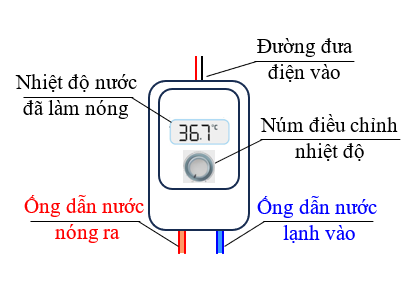 Đường đưa
điện vào
Nhiệt độ nước
đã làm nóng
36.7°C
Núm điều chỉnh
nhiệt độ
Ống dẫn nước
nóng ra
Ống dẫn nước
lạnh vào